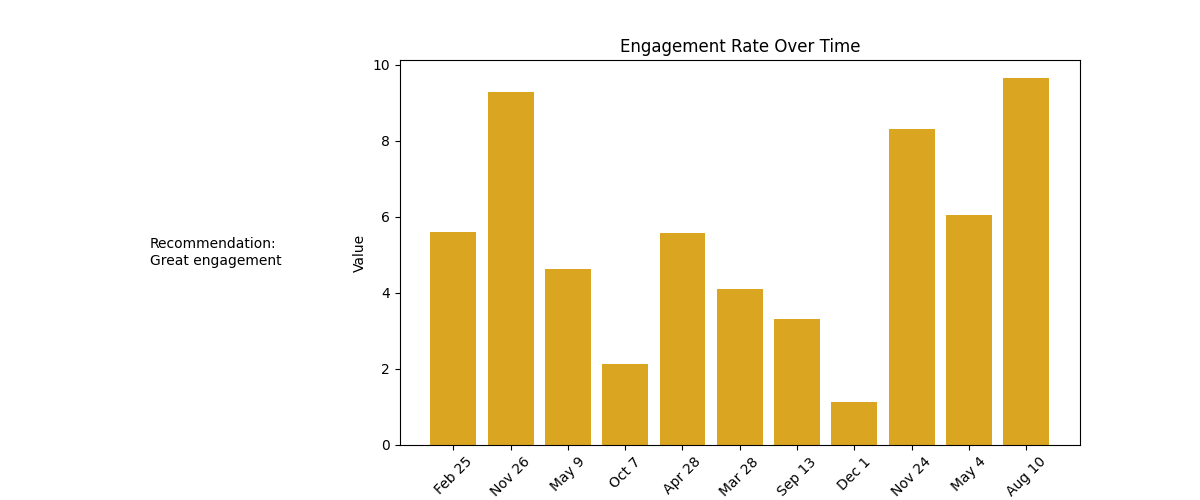 Engagement Rate Over Time
Recommendation:
Great engagement
Value
10
8
6
4
2
0
Feb 25
Nov 26
May 9
Oct 7
Apr 28
Mar 28
Sep 13
Dec 1
Nov 24
May 4
Aug 10